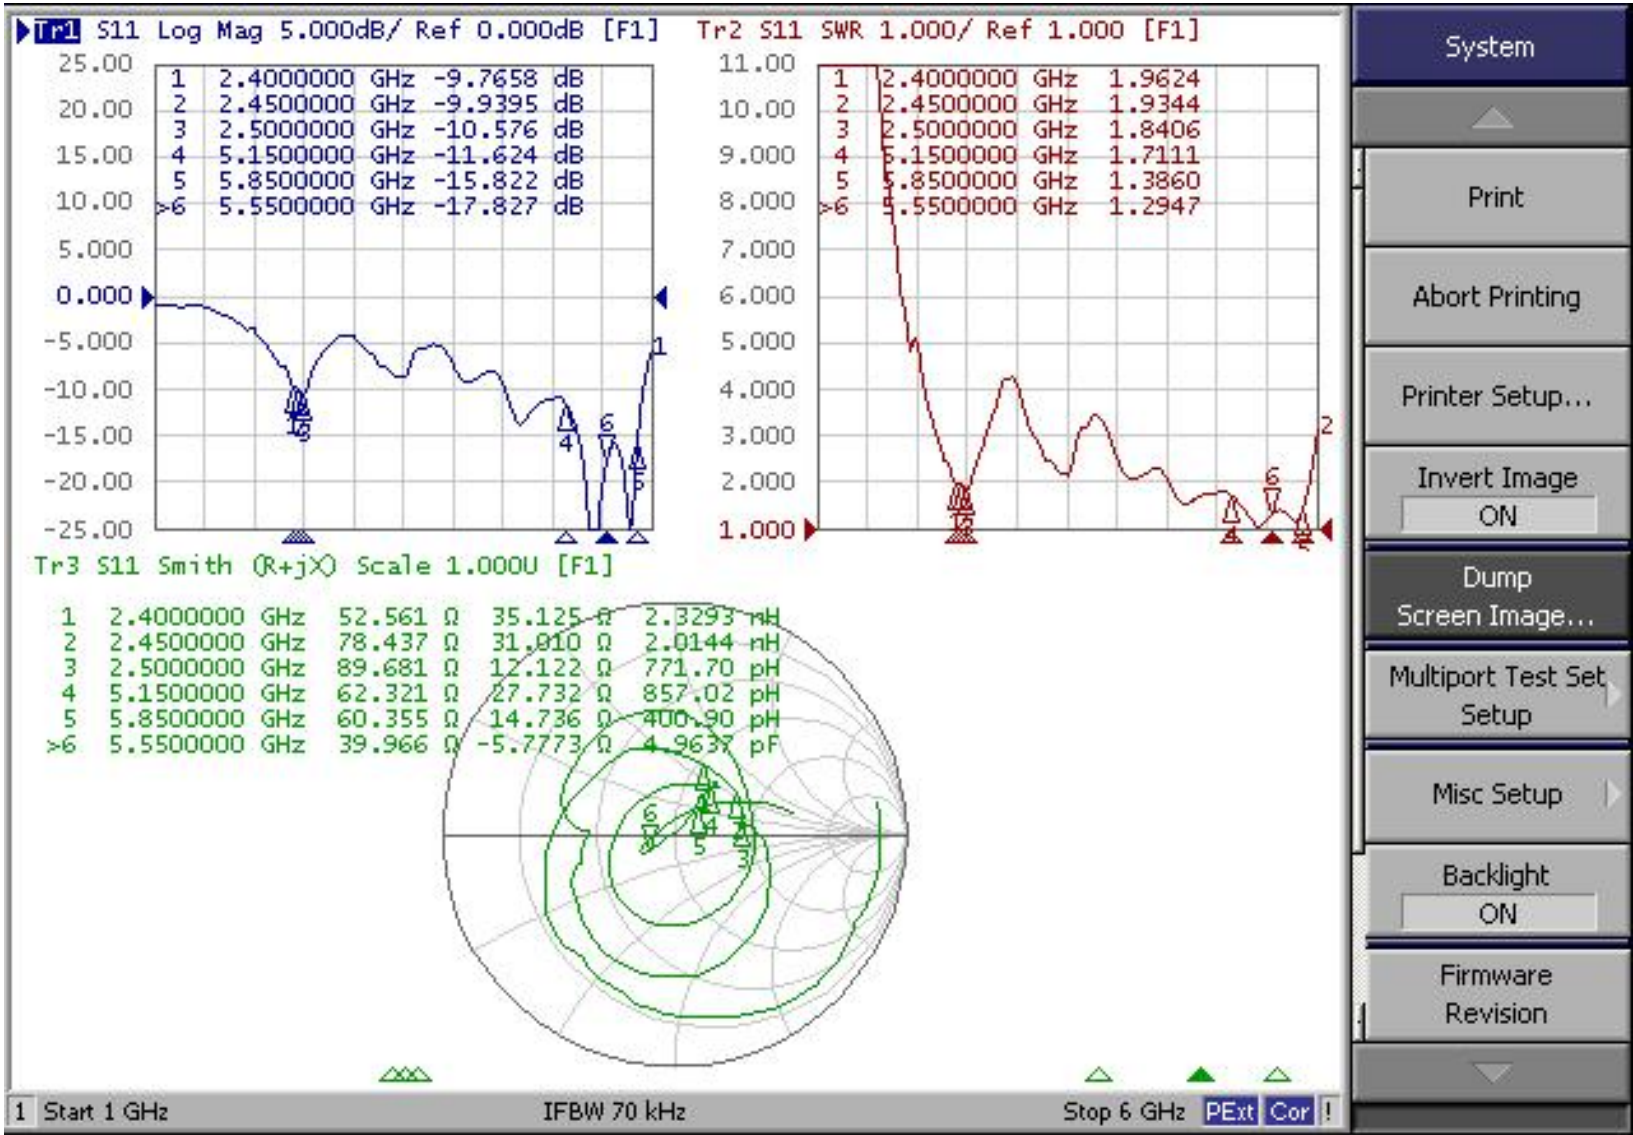 Tr1 S11 Log Mag 5.000dB/ Ref 0.000dB [F1]
25.00
20.00
15.00
10.00
5.000
0.000
-5.000
-10.00
-15.00
-20.00
-25.00
1 2.4000000 GHz -9.7658 dB
2 2.4500000 GHz -9.9395 dB
3 2.5000000 GHz -10.576 dB
4 5.1500000 GHz -11.624 dB
5 5.8500000 GHz -15.822 dB
>6 5.5500000 GHz -17.827 dB
4
6
5
1
Tr2 S11 SWR 1.000/ Ref 1.000 [F1]
11.00
10.00
9.000
8.000
7.000
6.000
5.000
4.000
3.000
2.000
1.000
1 2.4000000 GHz 1.9624
2 2.4500000 GHz 1.9344
3 2.5000000 GHz 1.8406
4 5.1500000 GHz 1.7111
5 5.8500000 GHz 1.3860
>6 5.5500000 GHz 1.2947
6
2
Tr3 S11 Smith (R+jX) Scale 1.000U [F1]
1 2.4000000 GHz 52.561 Ω 35.125 Ω 2.3293 nH
2 2.4500000 GHz 78.437 Ω 31.010 Ω 2.0144 nH
3 2.5000000 GHz 89.681 Ω 12.122 Ω 771.70 pH
4 5.1500000 GHz 62.321 Ω 27.732 Ω 857.02 pH
5 5.8500000 GHz 60.355 Ω 14.736 Ω 400.90 pH
>6 5.5500000 GHz 39.966 Ω -5.7773 Ω 4.9637 pF
6
4
5
3
1 Start 1 GHz IFBW 70 kHz Stop 6 GHz PExt Cor !
System
Print
Abort Printing
Printer Setup...
Invert Image
ON
Dump
Screen Image...
Multiport Test Set
Setup
Misc Setup
Backlight
ON
Firmware
Revision